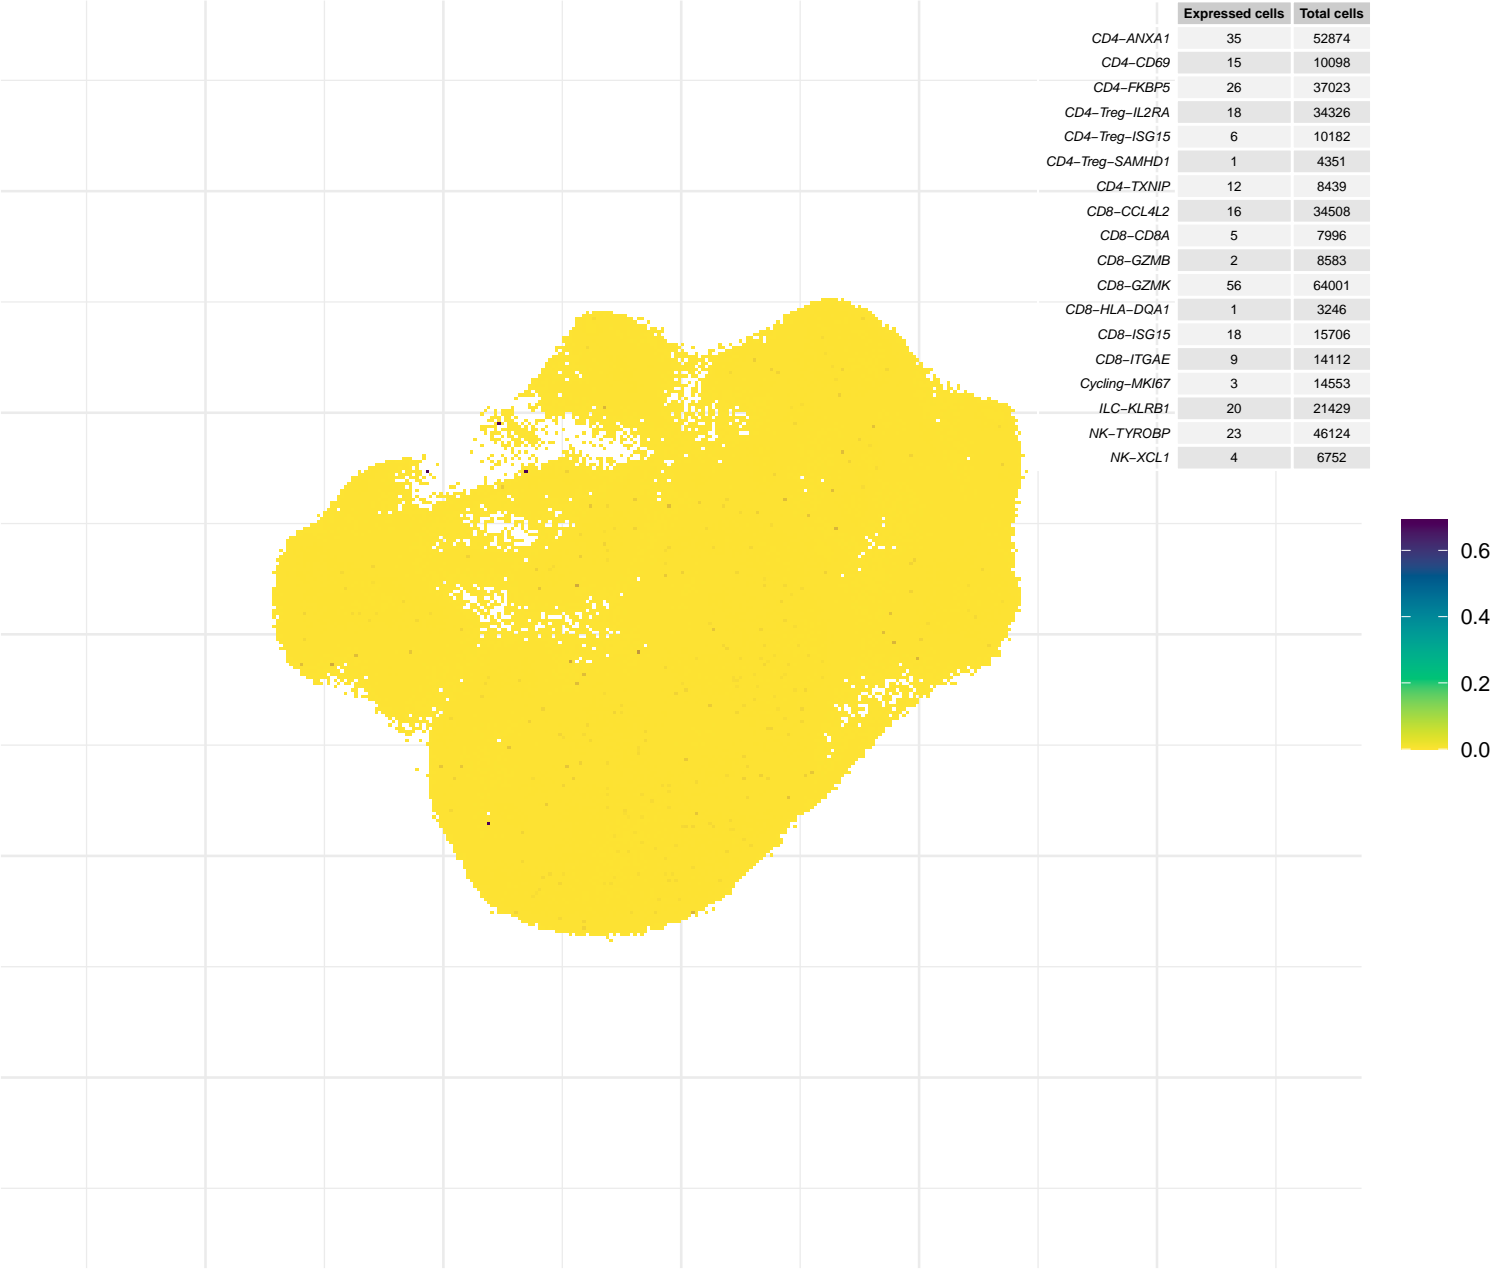 Expressed cells Total cells
CD4−ANXA1 35 52874
CD4−CD69 15 10098
CD4−FKBP5 26 37023
CD4−Treg−IL2RA 18 34326
CD4−Treg−ISG15 6 10182
CD4−Treg−SAMHD1 1 4351
CD4−TXNIP 12 8439
CD8−CCL4L2 16 34508
CD8−CD8A 5 7996
CD8−GZMB 2 8583
CD8−GZMK 56 64001
CD8−HLA−DQA1 1 3246
CD8−ISG15 18 15706
CD8−ITGAE 9 14112
Cycling−MKI67 3 14553
ILC−KLRB1 20 21429
NK−TYROBP 23 46124
NK−XCL1 4 6752
0.6
0.4
0.2
0.0